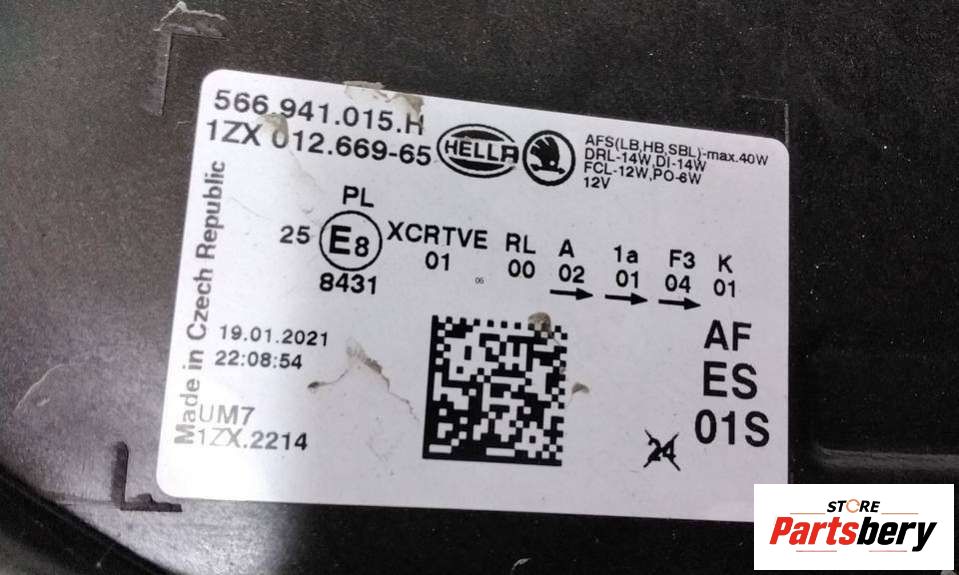 566.941.015.H
1ZX 012.669-65
HELLA
AFS(LB,HB,SBL)-max.40W
DRL-14W,DI-14W
FCL-12W,PO-6W
12V
Made in Czech Republic
PL
25 E8 XCRTVE RL A 1a F3 K
8431 01 06 00 02 01 04 01
19.01.2021
22:08:54
AF
ES
01S
UM7
1ZX.2214
24
STORE
Partsbery